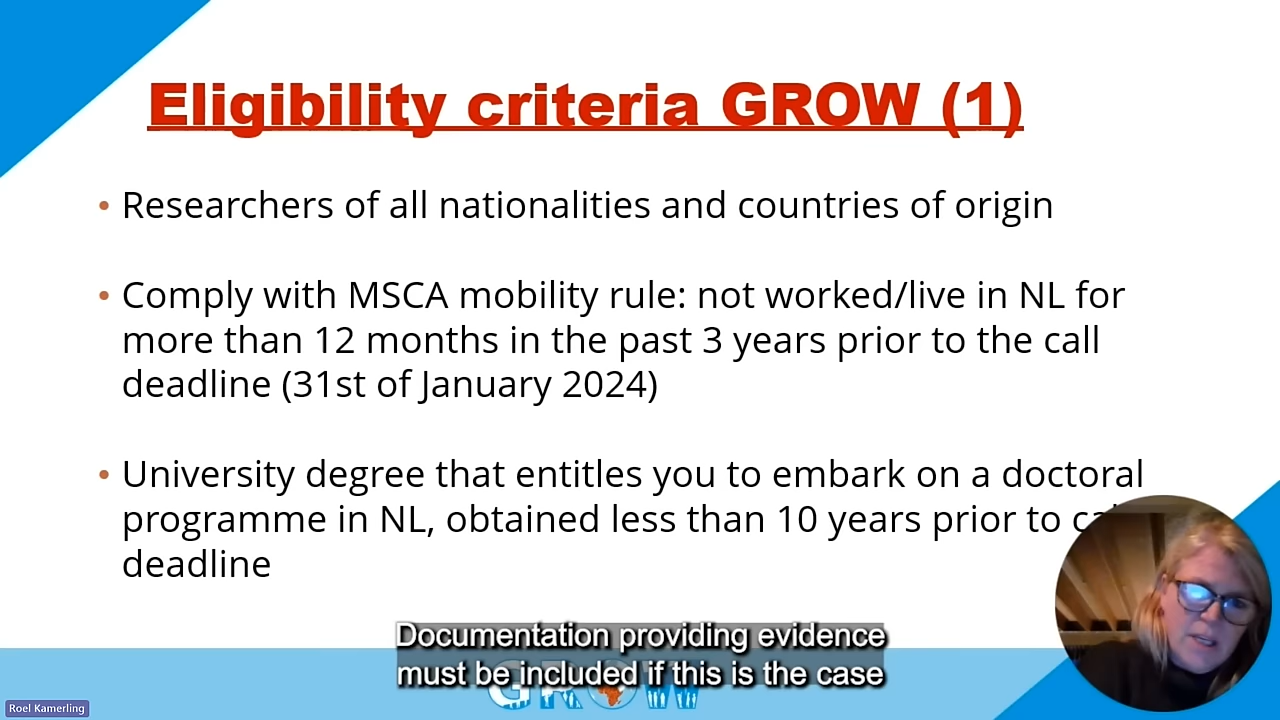 Eligibility criteria GROW (1)
• Researchers of all nationalities and countries of origin
• Comply with MSCA mobility rule: not worked/live in NL for
more than 12 months in the past 3 years prior to the call
deadline (31st of January 2024)
• University degree that entitles you to embark on a doctoral
programme in NL, obtained less than 10 years prior to
deadline
Documentation providing evidence
must be included if this is the case
GROW
Roel Kamerling